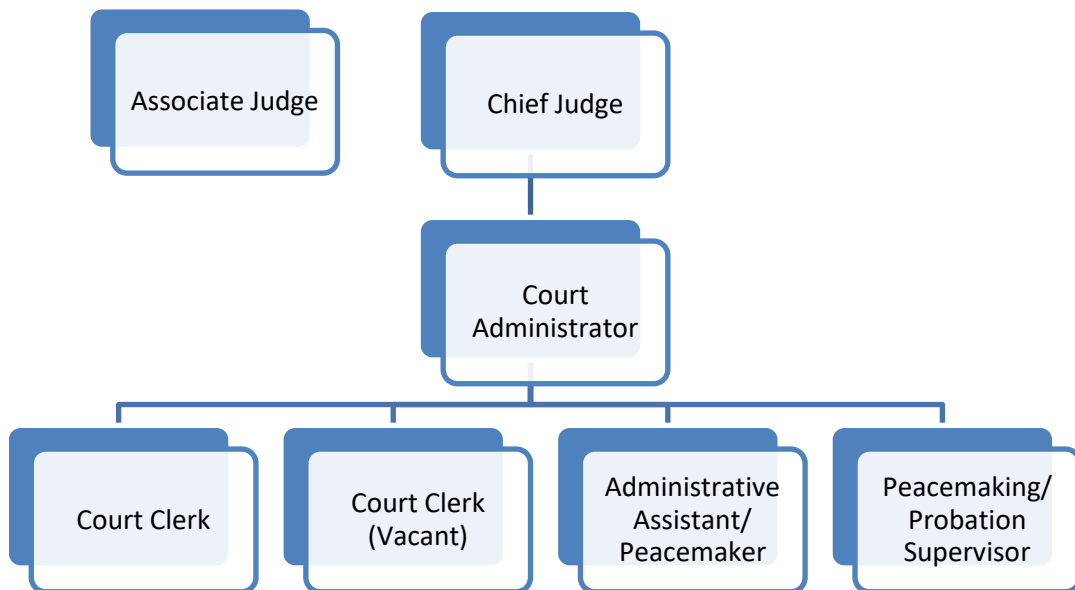 Associate Judge
Chief Judge
Court
Administrator
Court Clerk
Court Clerk
(Vacant)
Administrative
Assistant/
Peacemaker
Peacemaking/
Probation
Supervisor